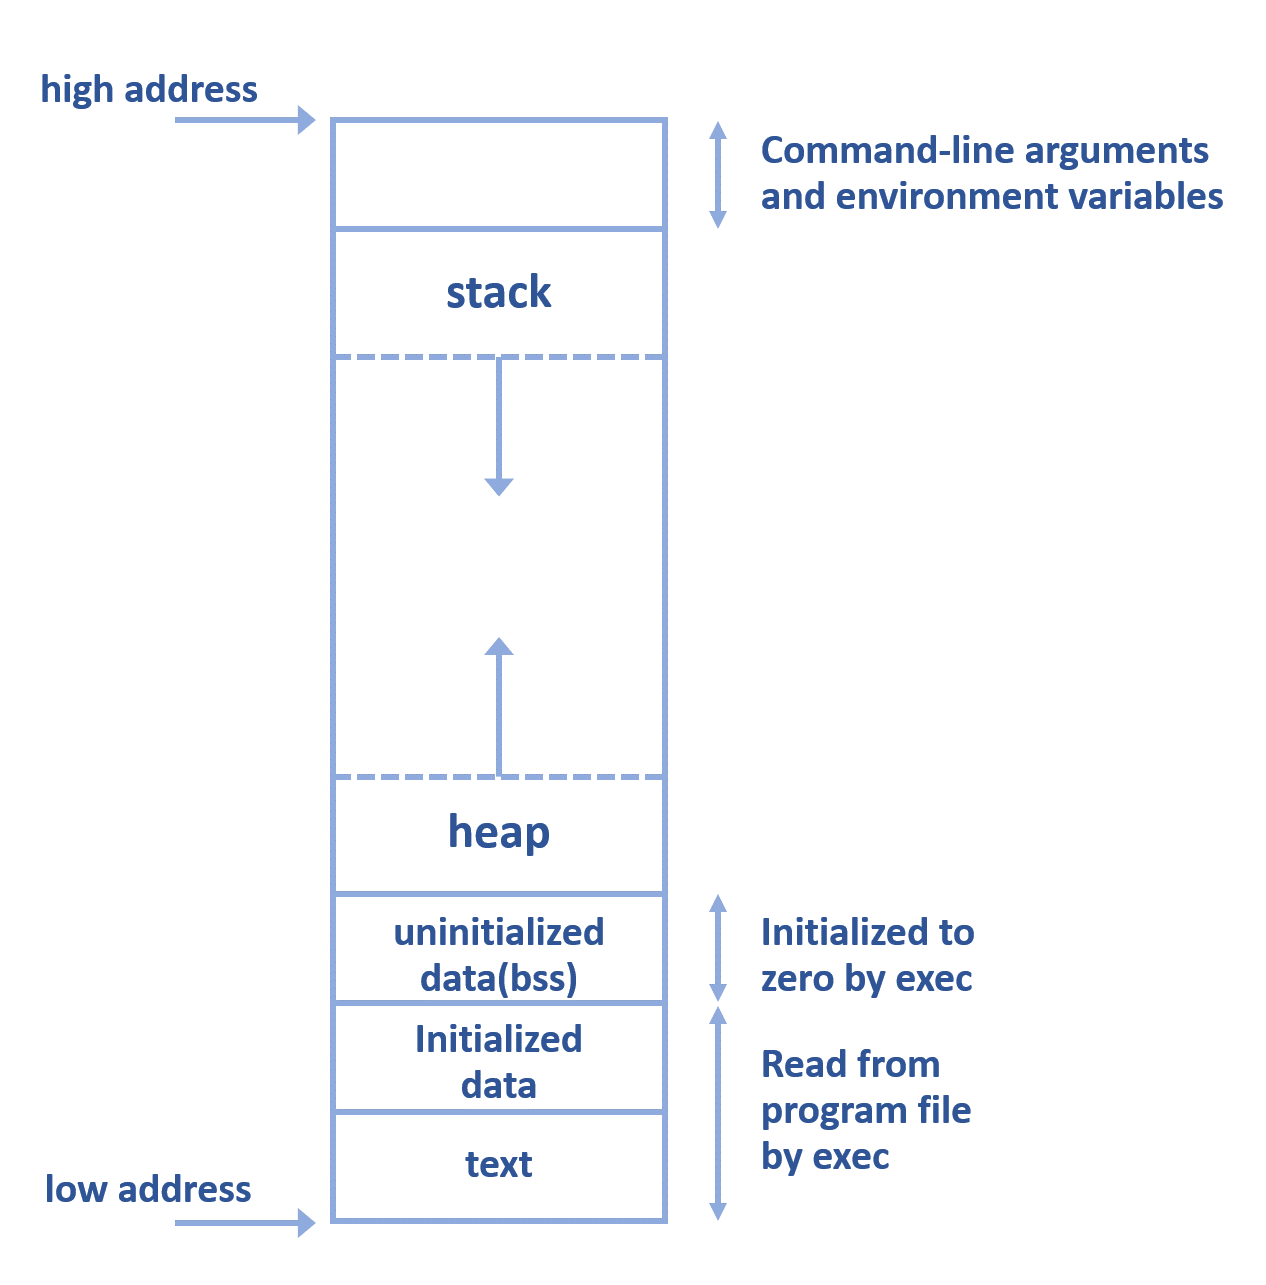 high address
Command-line arguments
and environment variables
stack
heap
uninitialized
data(bss)
Initialized to
zero by exec
Initialized
data
Read from
program file
by exec
text
low address